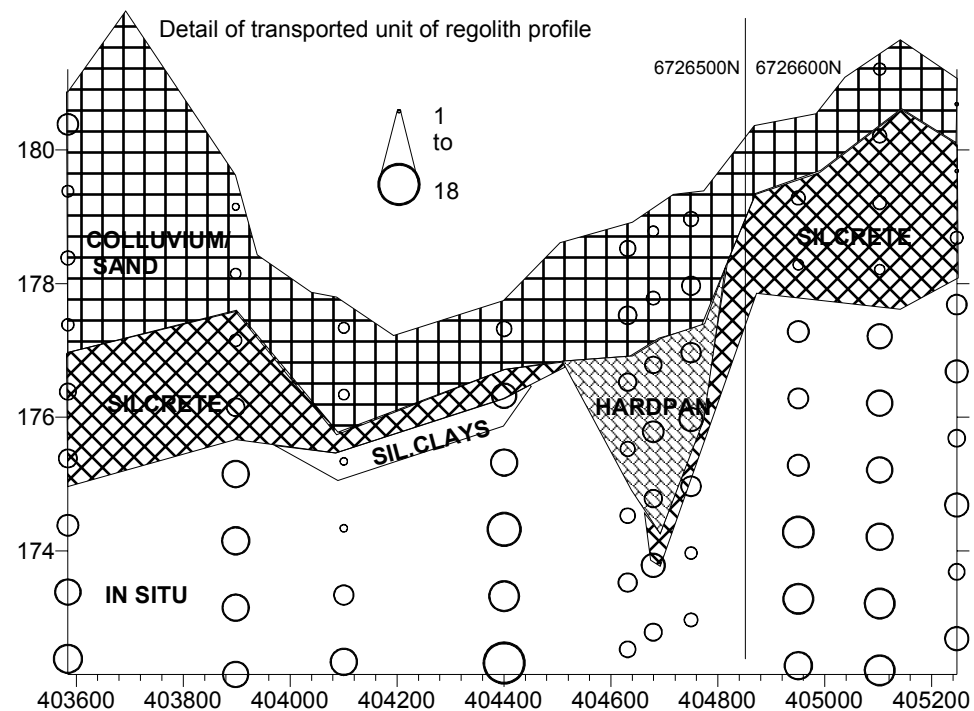 Detail of transported unit of regolith profile
6726500N 6726600N
1
to
18
180
178
176
174
COLLUVIUM/
SAND
SILCRETE
SILCRETE
HARDPAN
SIL.CLAYS
IN SITU
403600 403800 404000 404200 404400 404600 404800 405000 405200